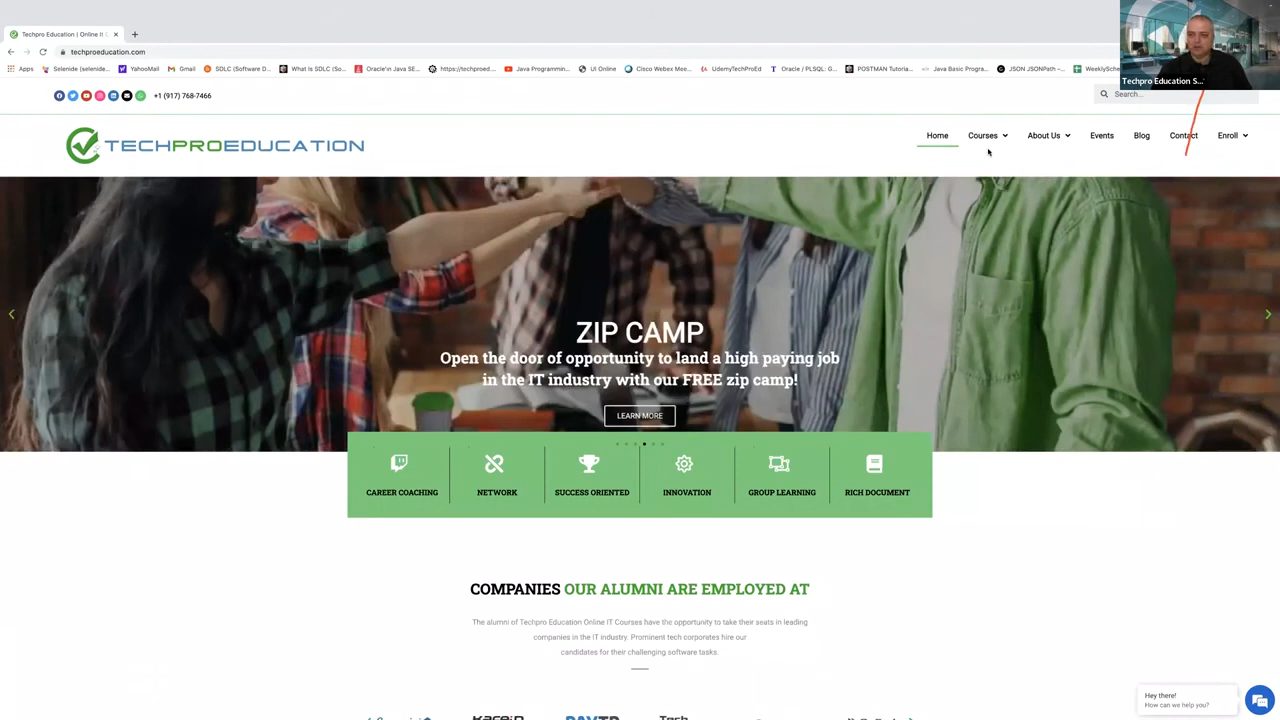 Techpro Education | Online IT C
techproeducation.com
Apps Selenide (selenide... YahooMail Gmail SDLC (Software D... What Is SDLC (So... Oracle'ın Java SE... https://techproed... Java Programmin... UI Online Cisco Webex Mee... UdemyTechProEd Oracle / PLSQL: G... POSTMAN Tutoria... Java Basic Progra... JSON JSONPath –... WeeklySche
Techpro Education S...
+1 (917) 768-7466
Search...
TECHPROEDUCATION
Home Courses About Us Events Blog Contact Enroll
ZIP CAMP
Open the door of opportunity to land a high paying job
in the IT industry with our FREE zip camp!
LEARN MORE
CAREER COACHING NETWORK SUCCESS ORIENTED INNOVATION GROUP LEARNING RICH DOCUMENT
COMPANIES OUR ALUMNI ARE EMPLOYED AT
The alumni of Techpro Education Online IT Courses have the opportunity to take their seats in leading
companies in the IT industry. Prominent tech corporates hire our
candidates for their challenging software tasks.
Hey there!
How can we help you?